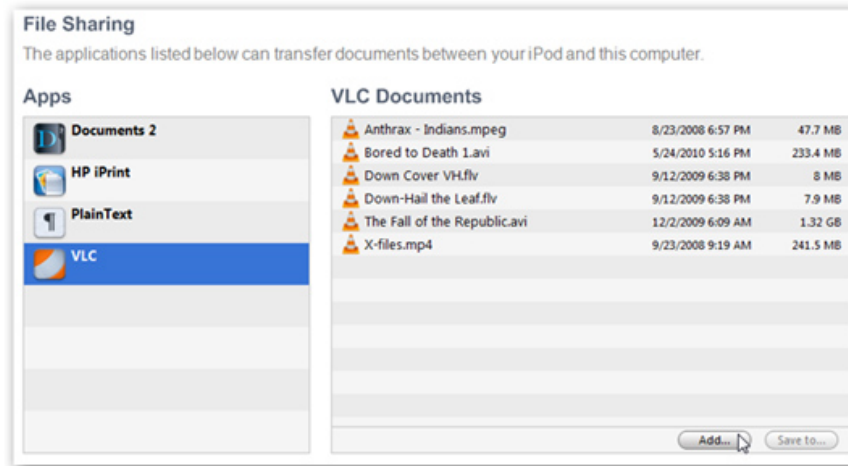 File Sharing
The applications listed below can transfer documents between your iPod and this computer.
Apps
Documents 2
HP iPrint
PlainText
VLC
VLC Documents
Anthrax - Indians.mpeg 8/23/2008 6:57 PM 47.7 MB
Bored to Death 1.avi 5/24/2010 5:16 PM 233.4 MB
Down Cover VH.flv 9/12/2009 6:38 PM 8 MB
Down-Hail the Leaf.flv 9/12/2009 6:38 PM 7.9 MB
The Fall of the Republic.avi 12/2/2009 6:09 AM 1.32 GB
X-files.mp4 9/23/2008 9:19 AM 241.5 MB
Add... Save to...